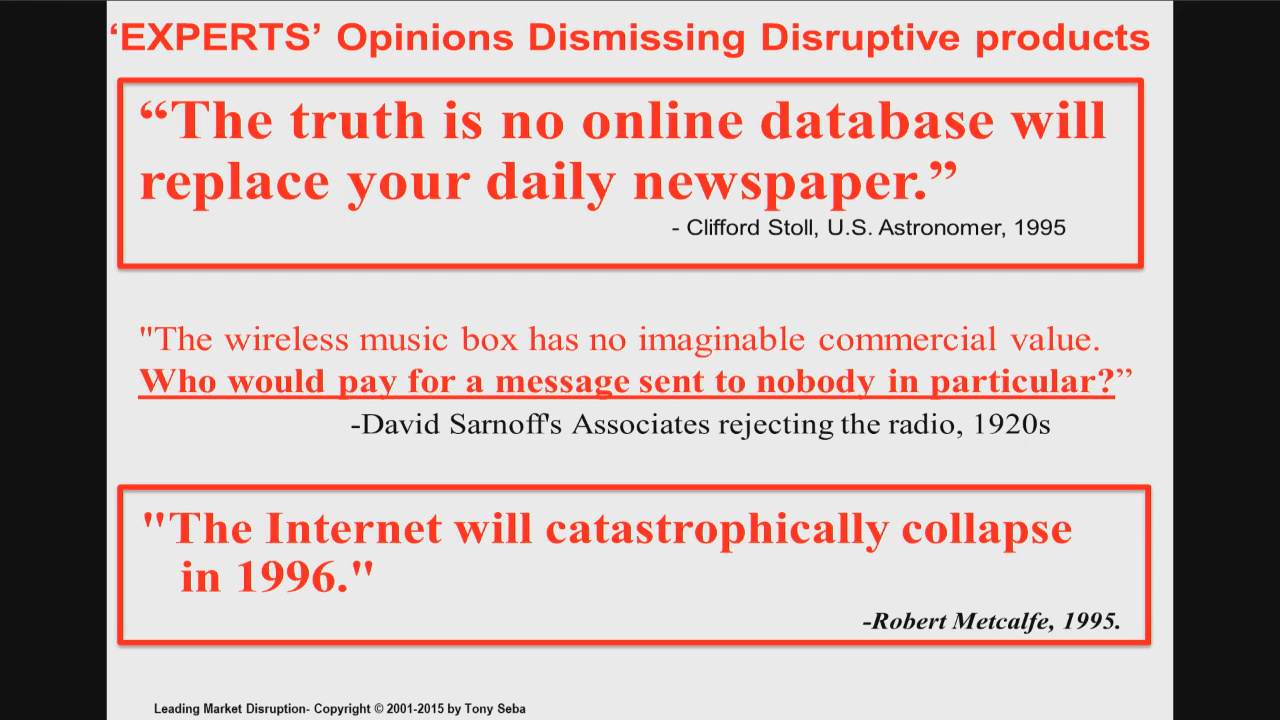 ‘EXPERTS’ Opinions Dismissing Disruptive products
“The truth is no online database will
replace your daily newspaper.”
- Clifford Stoll, U.S. Astronomer, 1995
"The wireless music box has no imaginable commercial value.
Who would pay for a message sent to nobody in particular?”
-David Sarnoff's Associates rejecting the radio, 1920s
"The Internet will catastrophically collapse
in 1996."
-Robert Metcalfe, 1995.
Leading Market Disruption- Copyright © 2001-2015 by Tony Seba